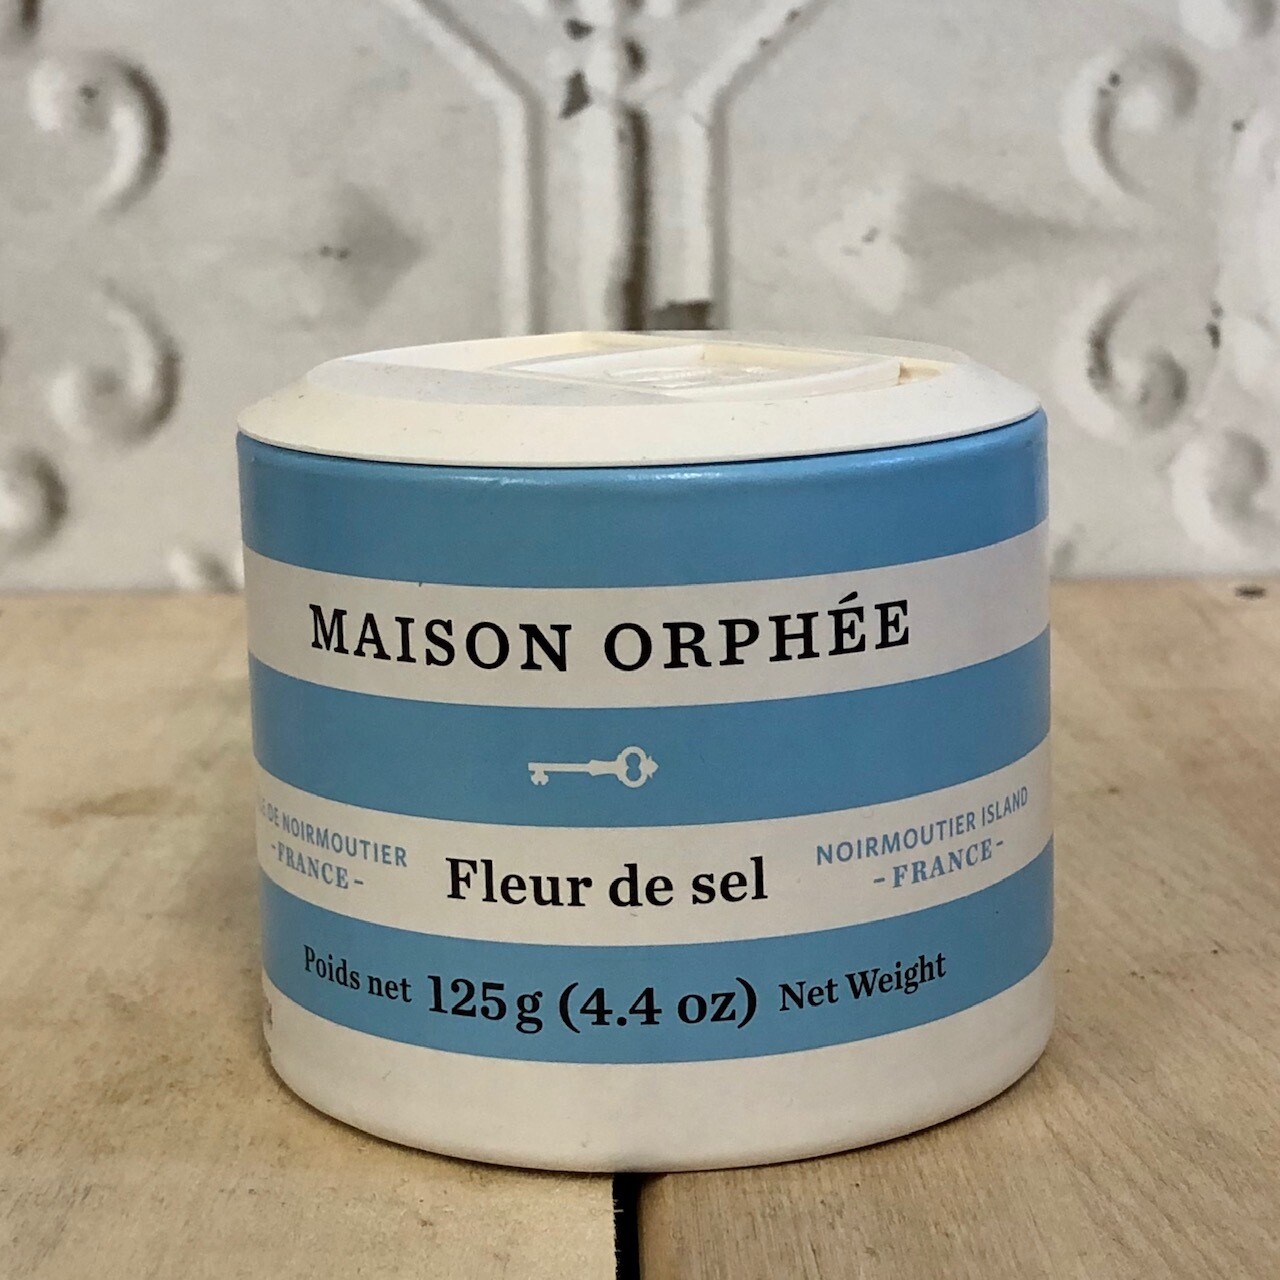 MAISON ORPHÉE
DE NOIRMOUTIER
-FRANCE-
Fleur de sel
NOIRMOUTIER ISLAND
-FRANCE-
Poids net 125g (4.4 oz) Net Weight